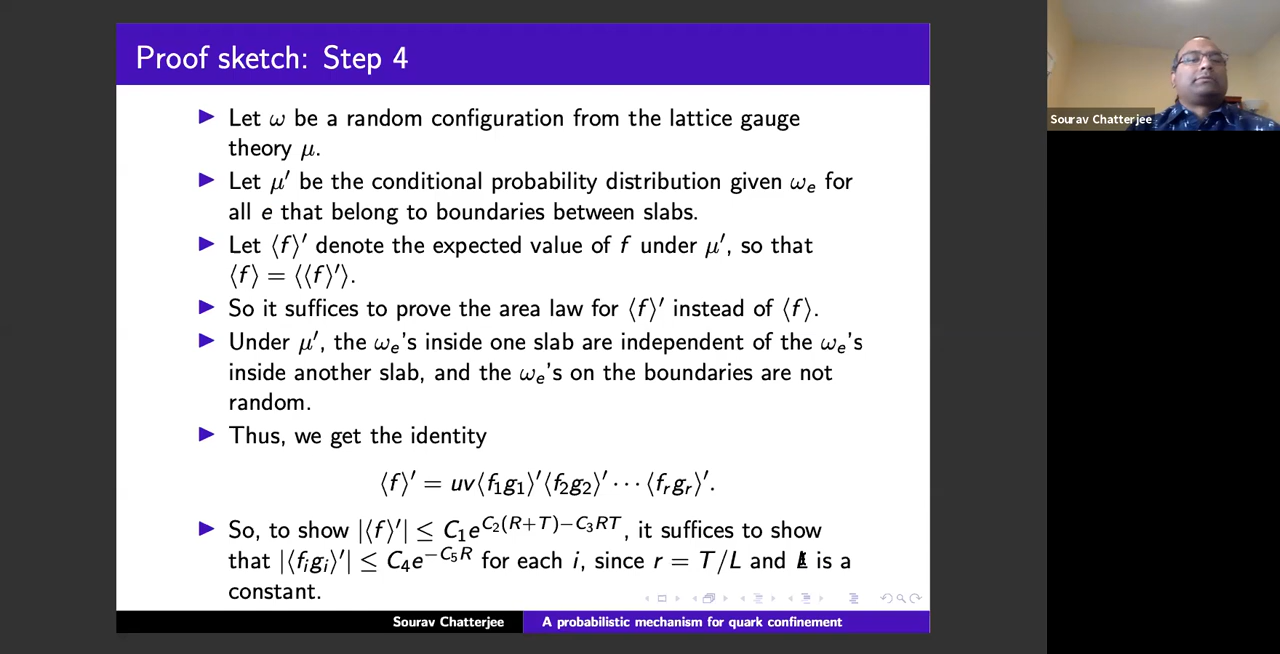 Proof sketch: Step 4
▶ Let ω be a random configuration from the lattice gauge
theory μ.
▶ Let μ′ be the conditional probability distribution given ωₑ for
all e that belong to boundaries between slabs.
▶ Let ⟨f⟩′ denote the expected value of f under μ′, so that
⟨f⟩ = ⟨⟨f⟩′⟩.
▶ So it suffices to prove the area law for ⟨f⟩′ instead of ⟨f⟩.
▶ Under μ′, the ωₑ's inside one slab are independent of the ωₑ's
inside another slab, and the ωₑ's on the boundaries are not
random.
▶ Thus, we get the identity
⟨f⟩′ = uv⟨f₁g₁⟩′⟨f₂g₂⟩′ ··· ⟨fᵣgᵣ⟩′.
▶ So, to show |⟨f⟩′| ≤ C₁e^{C₂(R+T)−C₃RT}, it suffices to show
that |⟨fᵢgᵢ⟩′| ≤ C₄e^{−C₅R} for each i, since r = T/L and L is a
constant.
Sourav Chatterjee A probabilistic mechanism for quark confinement
Sourav Chatterjee